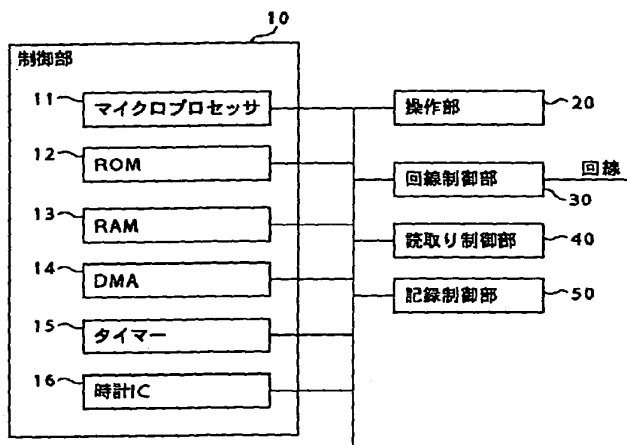 10
制御部
11
マイクロプロセッサ
12
ROM
13
RAM
14
DMA
15
タイマー
16
時計IC
操作部
20
回線制御部
回線
30
読取り制御部
40
記録制御部
50